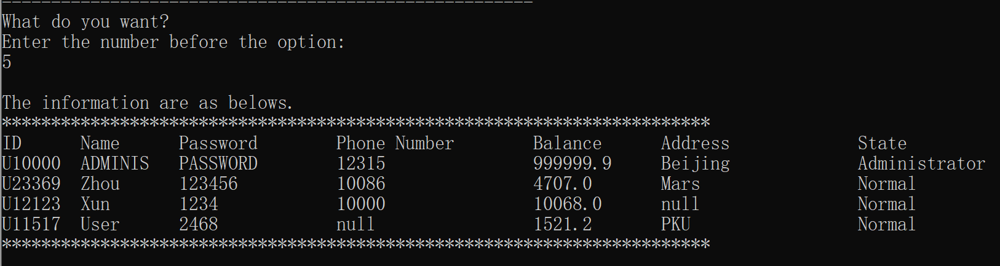 ------------------------------------------------------
What do you want?
Enter the number before the option:
5
The information are as belows.
************************************************************************
ID Name Password Phone Number Balance Address State
U10000 ADMINIS PASSWORD 12315 999999.9 Beijing Administrator
U23369 Zhou 123456 10086 4707.0 Mars Normal
U12123 Xun 1234 10000 10068.0 null Normal
U11517 User 2468 null 1521.2 PKU Normal
************************************************************************